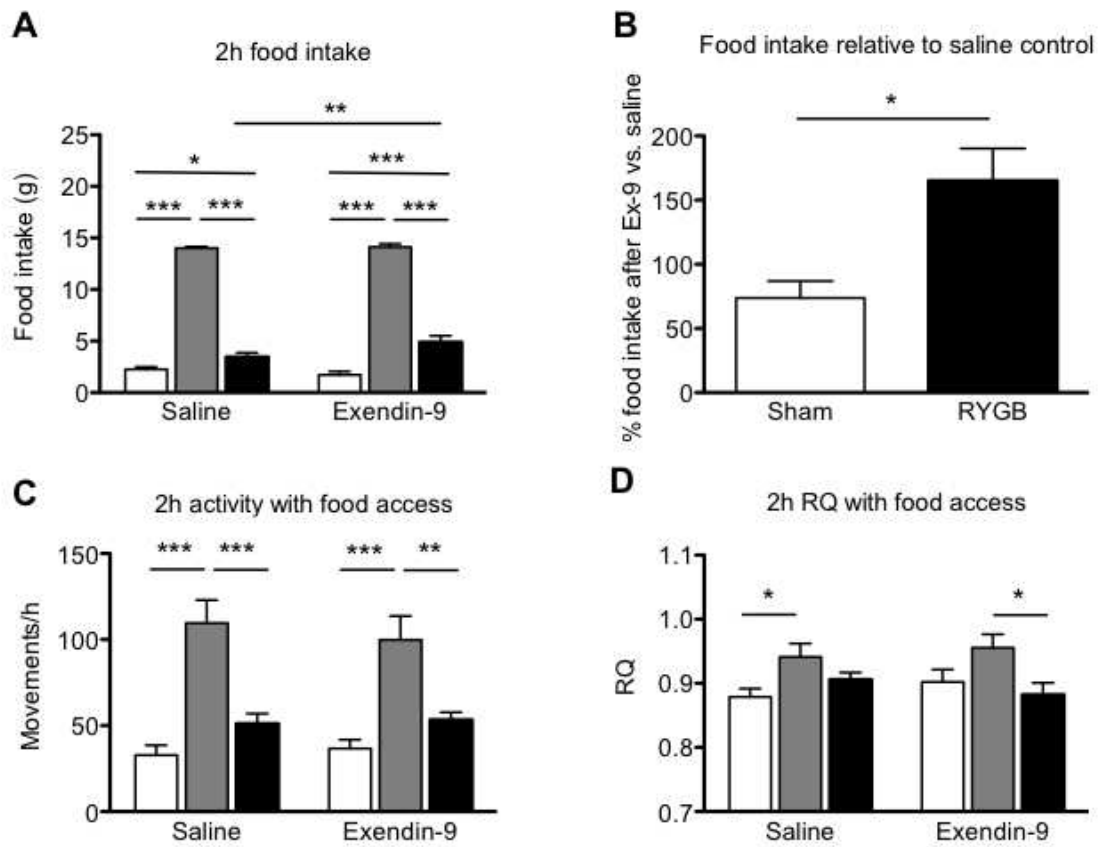 A
2h food intake
**
*
***
*** *** *** ***
Food intake (g)
25
20
15
10
5
0
Saline Exendin-9
B
Food intake relative to saline control
*
% food intake after Ex-9 vs. saline
200
150
100
50
0
Sham RYGB
C
2h activity with food access
*** *** *** **
Movements/h
150
100
50
0
Saline Exendin-9
D
2h RQ with food access
* *
RQ
1.1
1.0
0.9
0.8
0.7
Saline Exendin-9